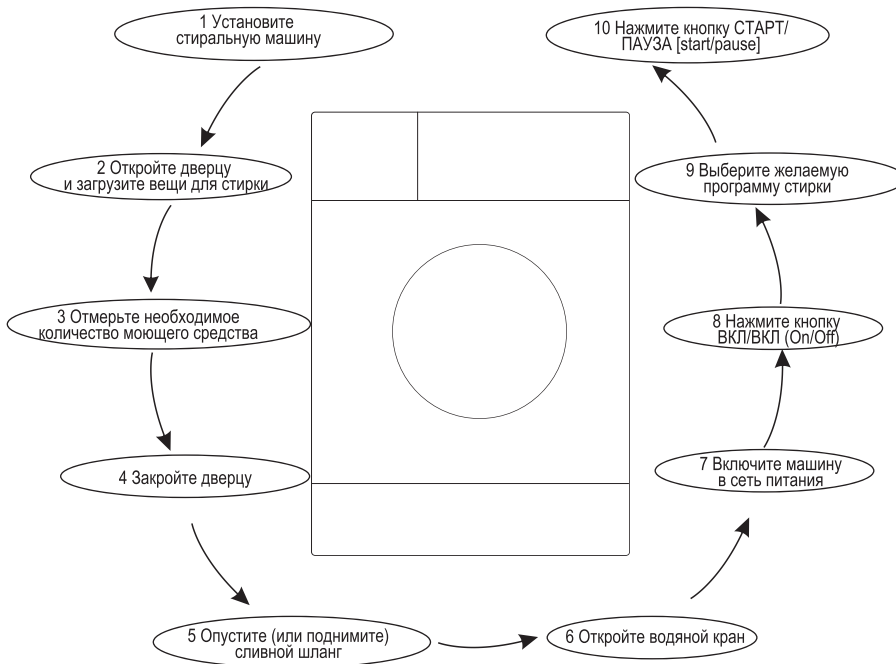 1 Установите
стиральную машину
2 Откройте дверцу
и загрузите вещи для стирки
3 Отмерьте необходимое
количество моющего средства
4 Закройте дверцу
5 Опустите (или поднимите)
сливной шланг
6 Откройте водяной кран
7 Включите машину
в сеть питания
8 Нажмите кнопку
ВКЛ/ВКЛ (On/Off)
9 Выберите желаемую
программу стирки
10 Нажмите кнопку СТАРТ/
ПАУЗА [start/pause]